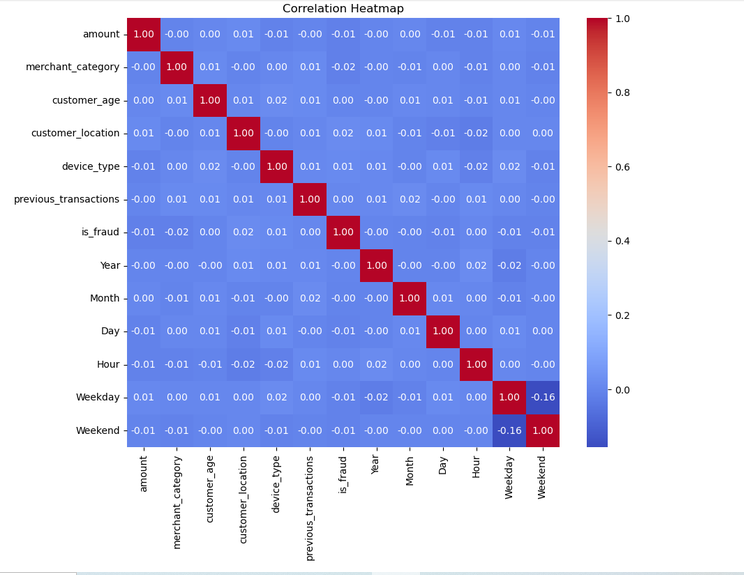 Correlation Heatmap
amount 1.00 -0.00 0.00 0.01 -0.01 -0.00 -0.01 -0.00 0.00 -0.01 -0.01 0.01 -0.01 1.0
merchant_category -0.00 1.00 0.01 -0.00 0.00 0.01 -0.02 -0.00 -0.01 0.00 -0.01 0.00 -0.01
0.8
customer_age 0.00 0.01 1.00 0.01 0.02 0.01 0.00 -0.00 0.01 0.01 -0.01 0.01 -0.00
customer_location 0.01 -0.00 0.01 1.00 -0.00 0.01 0.02 0.01 -0.01 -0.01 -0.02 0.00 0.00
device_type -0.01 0.00 0.02 -0.00 1.00 0.01 0.01 0.01 -0.00 0.01 -0.02 0.02 -0.01 0.6
previous_transactions -0.00 0.01 0.01 0.01 0.01 1.00 0.00 0.01 0.02 -0.00 0.01 0.00 -0.00
is_fraud -0.01 -0.02 0.00 0.02 0.01 0.00 1.00 -0.00 -0.00 -0.01 0.00 -0.01 -0.01
0.4
Year -0.00 -0.00 -0.00 0.01 0.01 0.01 -0.00 1.00 -0.00 -0.00 0.02 -0.02 -0.00
Month 0.00 -0.01 0.01 -0.01 -0.00 0.02 -0.00 -0.00 1.00 0.01 0.00 -0.01 -0.00
0.2
Day -0.01 0.00 0.01 -0.01 0.01 -0.00 -0.01 -0.00 0.01 1.00 0.00 0.01 0.00
Hour -0.01 -0.01 -0.01 -0.02 -0.02 0.01 0.00 0.02 0.00 0.00 1.00 0.00 -0.00
Weekday 0.01 0.00 0.01 0.00 0.02 0.00 -0.01 -0.02 -0.01 0.01 0.00 1.00 -0.16 0.0
Weekend -0.01 -0.01 -0.00 0.00 -0.01 -0.00 -0.01 -0.00 -0.00 0.00 -0.00 -0.16 1.00
amount
merchant_category
customer_age
customer_location
device_type
previous_transactions
is_fraud
Year
Month
Day
Hour
Weekday
Weekend